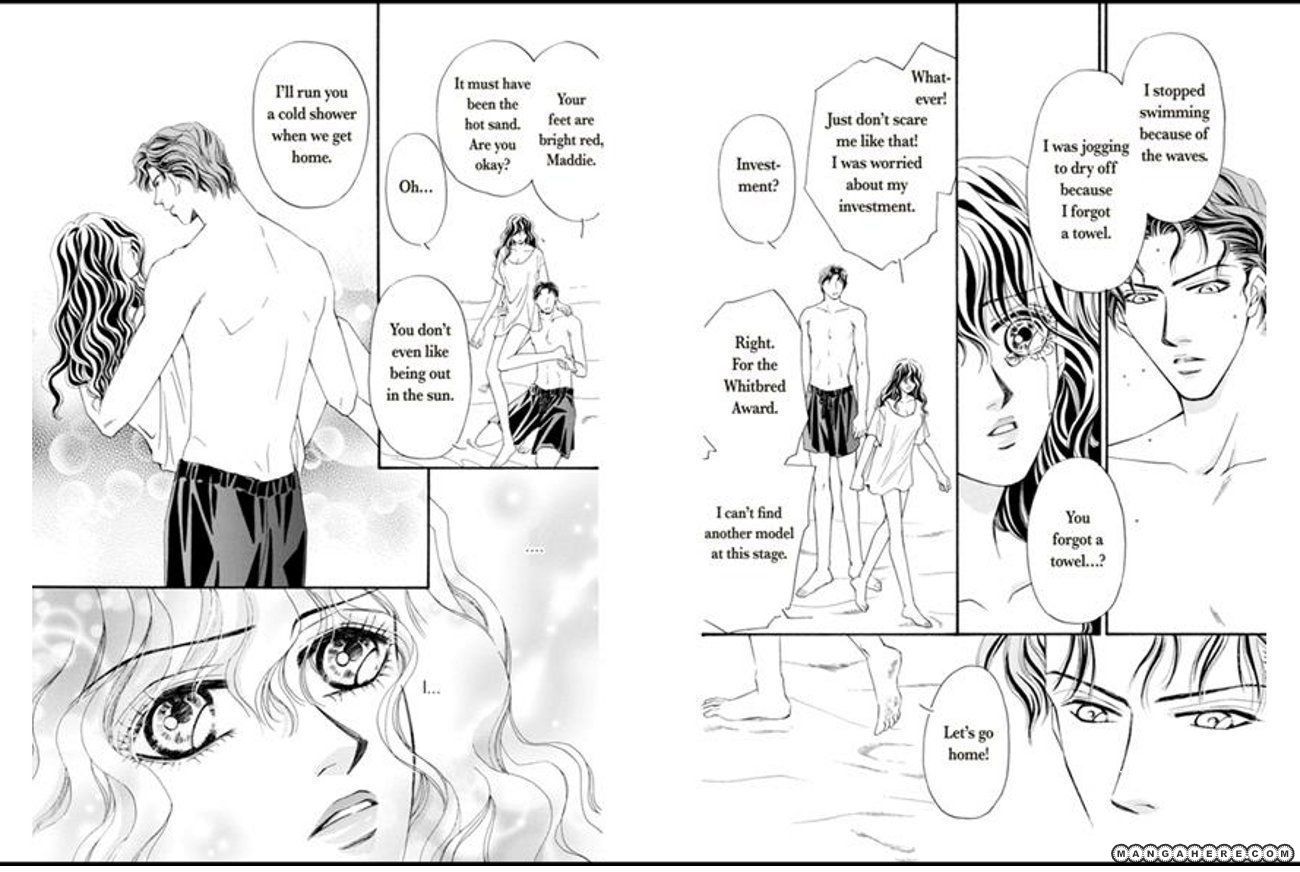 I stopped
swimming
because of
the waves.
I was jogging
to dry off
because
I forgot
a towel.
You
forgot a
towel...?
What-
ever!
Just don't scare
me like that!
I was worried
about my
investment.
Invest-
ment?
Right.
For the
Whitbred
Award.
I can't find
another model
at this stage.
Let's go
home!
Your
feet are
bright red,
Maddie.
It must have
been the
hot sand.
Are you
okay?
Oh...
You don't
even like
being out
in the sun.
I'll run you
a cold shower
when we get
home.
....
I...
MANGAHERE.COM